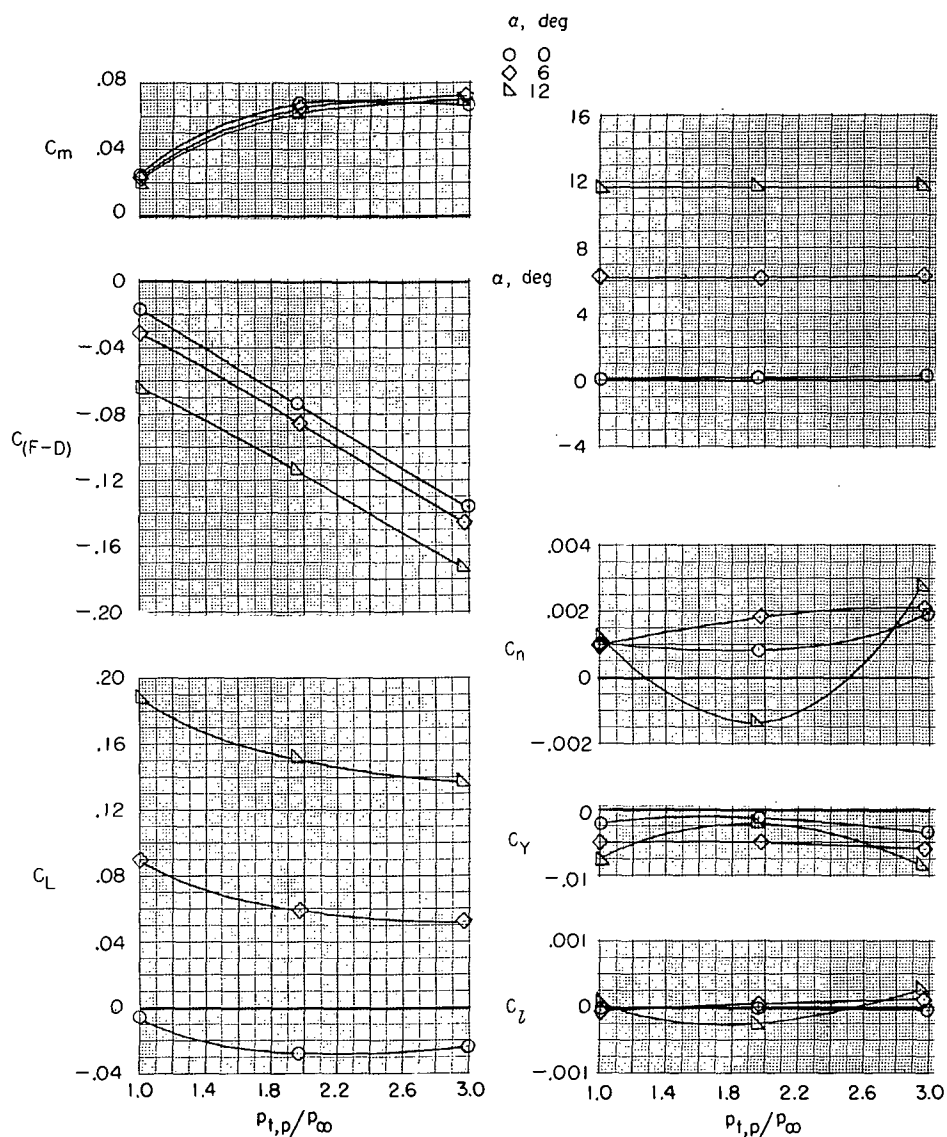 α, deg
○ 0
◇ 6
▷ 12
.08
C_m
.04
0
0
-.04
-.08
C_(F-D)
-.12
-.16
-.20
.20
.16
.12
C_L
.08
.04
0
-.04
1.0 1.4 1.8 2.2 2.6 3.0
p_t,p/p_∞
16
12
α, deg
8
4
0
-4
.004
.002
C_n
0
-.002
0
C_Y
-.01
.001
C_l
0
-.001
1.0 1.4 1.8 2.2 2.6 3.0
p_t,p/p_∞